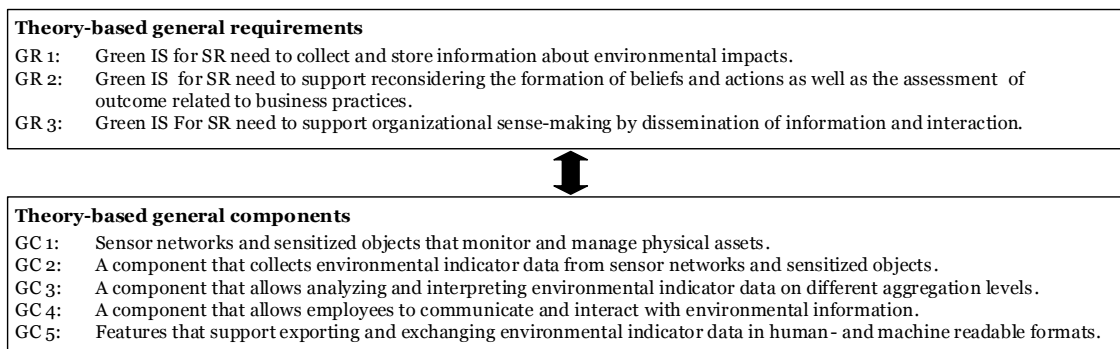 Theory-based general requirements
GR 1: Green IS for SR need to collect and store information about environmental impacts.
GR 2: Green IS for SR need to support reconsidering the formation of beliefs and actions as well as the assessment of
outcome related to business practices.
GR 3: Green IS For SR need to support organizational sense-making by dissemination of information and interaction.
Theory-based general components
GC 1: Sensor networks and sensitized objects that monitor and manage physical assets.
GC 2: A component that collects environmental indicator data from sensor networks and sensitized objects.
GC 3: A component that allows analyzing and interpreting environmental indicator data on different aggregation levels.
GC 4: A component that allows employees to communicate and interact with environmental information.
GC 5: Features that support exporting and exchanging environmental indicator data in human- and machine readable formats.